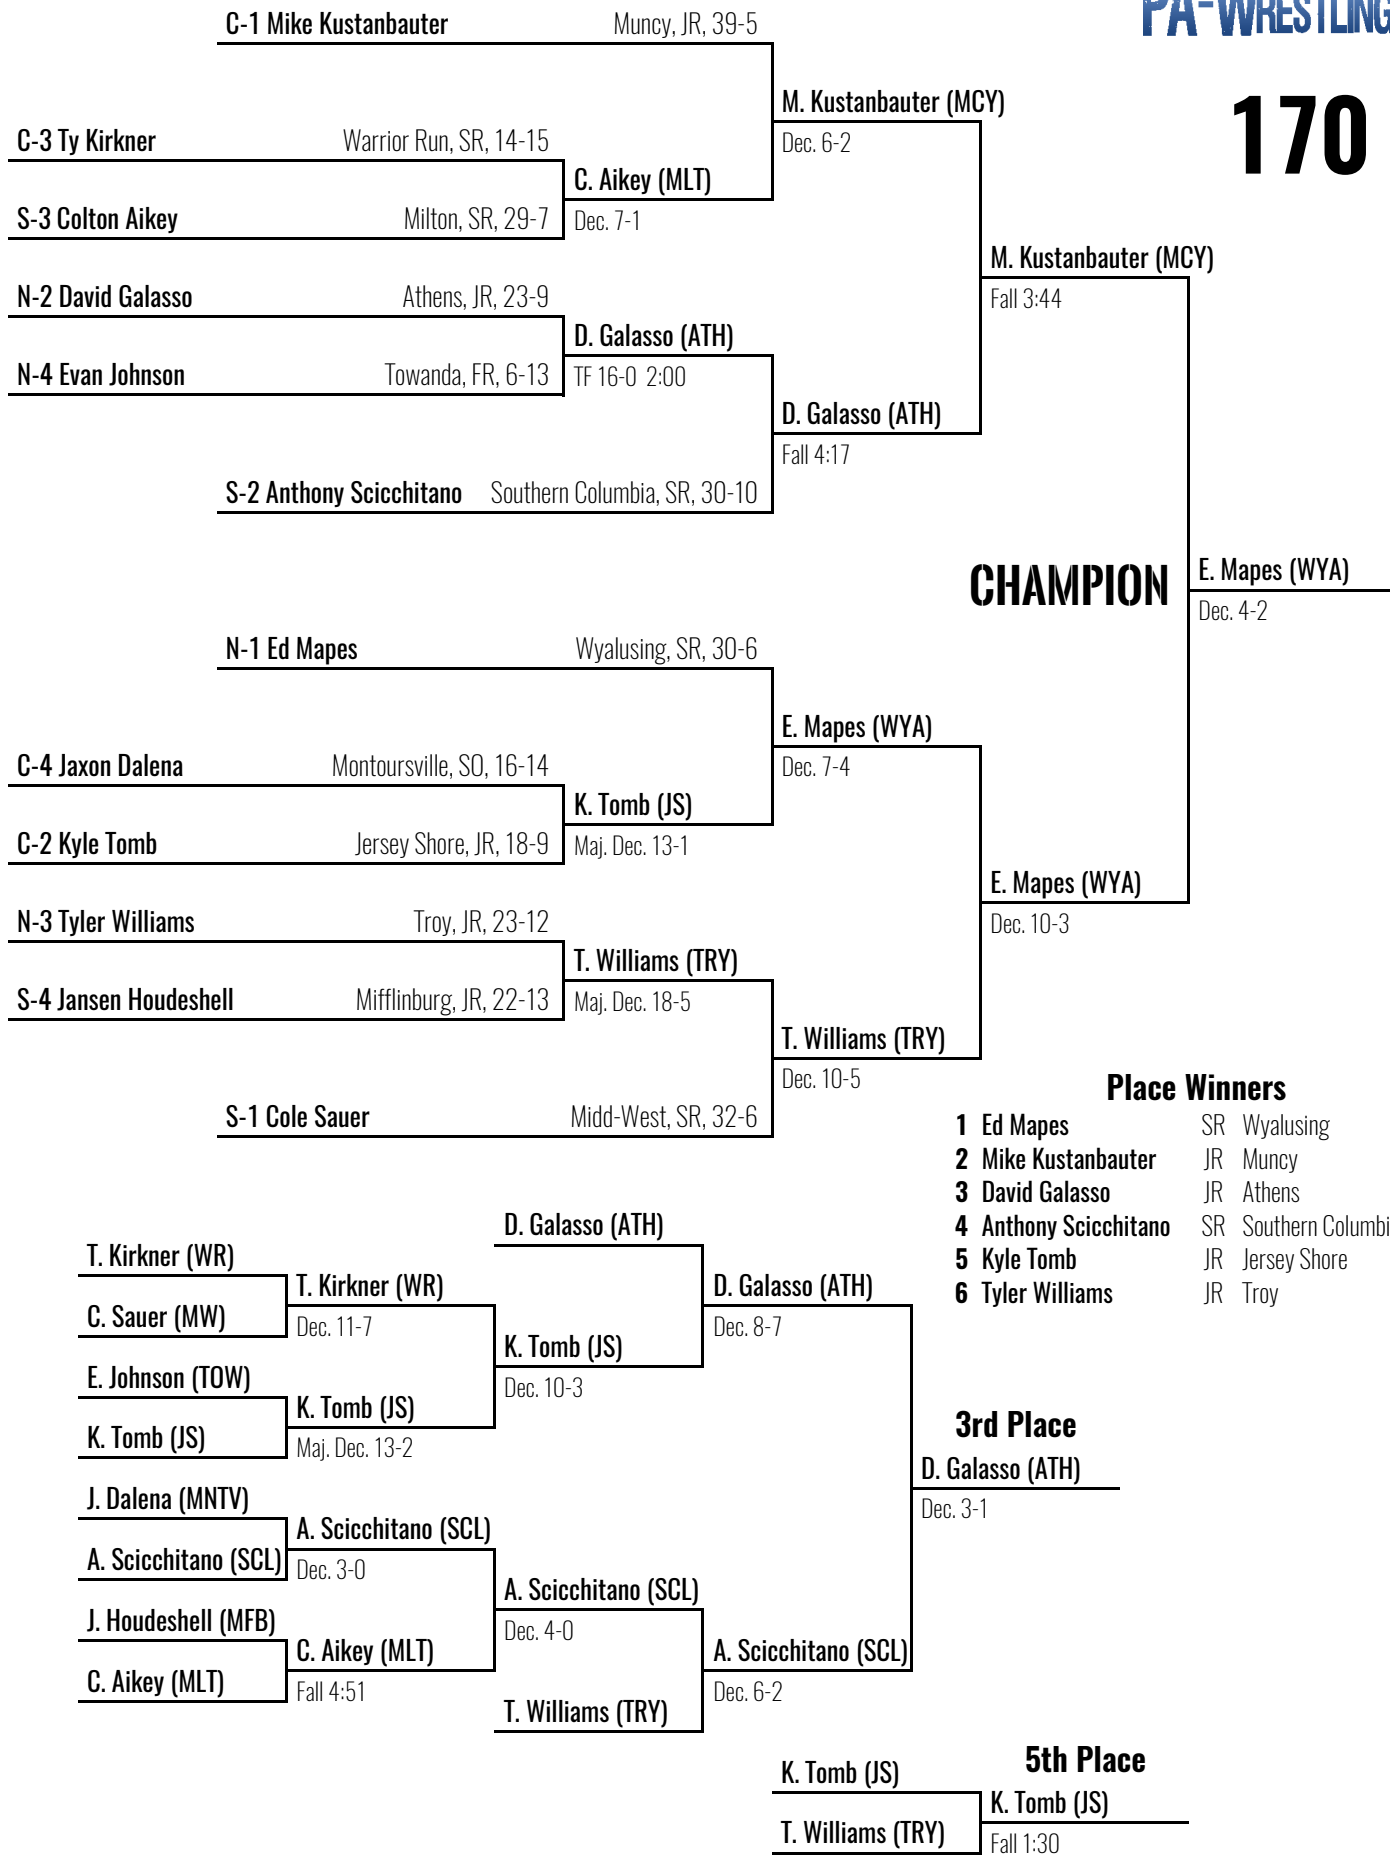 PA-WRESTLING
170
C-1 Mike Kustanbauter Muncy, JR, 39-5
M. Kustanbauter (MCY)
Dec. 6-2
C-3 Ty Kirkner Warrior Run, SR, 14-15
C. Aikey (MLT)
Dec. 7-1
S-3 Colton Aikey Milton, SR, 29-7
M. Kustanbauter (MCY)
Fall 3:44
N-2 David Galasso Athens, JR, 23-9
D. Galasso (ATH)
TF 16-0 2:00
N-4 Evan Johnson Towanda, FR, 6-13
D. Galasso (ATH)
Fall 4:17
S-2 Anthony Scicchitano Southern Columbia, SR, 30-10
CHAMPION
E. Mapes (WYA)
Dec. 4-2
N-1 Ed Mapes Wyalusing, SR, 30-6
E. Mapes (WYA)
Dec. 7-4
C-4 Jaxon Dalena Montoursville, SO, 16-14
K. Tomb (JS)
Maj. Dec. 13-1
C-2 Kyle Tomb Jersey Shore, JR, 18-9
E. Mapes (WYA)
Dec. 10-3
N-3 Tyler Williams Troy, JR, 23-12
T. Williams (TRY)
Maj. Dec. 18-5
S-4 Jansen Houdeshell Mifflinburg, JR, 22-13
T. Williams (TRY)
Dec. 10-5
S-1 Cole Sauer Midd-West, SR, 32-6
Place Winners
1 Ed Mapes SR Wyalusing
2 Mike Kustanbauter JR Muncy
3 David Galasso JR Athens
4 Anthony Scicchitano SR Southern Columbi
5 Kyle Tomb JR Jersey Shore
6 Tyler Williams JR Troy
D. Galasso (ATH)
T. Kirkner (WR)
T. Kirkner (WR)
Dec. 11-7
C. Sauer (MW)
D. Galasso (ATH)
Dec. 8-7
K. Tomb (JS)
Dec. 10-3
E. Johnson (TOW)
K. Tomb (JS)
Maj. Dec. 13-2
K. Tomb (JS)
3rd Place
D. Galasso (ATH)
Dec. 3-1
J. Dalena (MNTV)
A. Scicchitano (SCL)
Dec. 3-0
A. Scicchitano (SCL)
A. Scicchitano (SCL)
Dec. 4-0
J. Houdeshell (MFB)
C. Aikey (MLT)
Fall 4:51
C. Aikey (MLT)
A. Scicchitano (SCL)
Dec. 6-2
T. Williams (TRY)
5th Place
K. Tomb (JS)
K. Tomb (JS)
Fall 1:30
T. Williams (TRY)